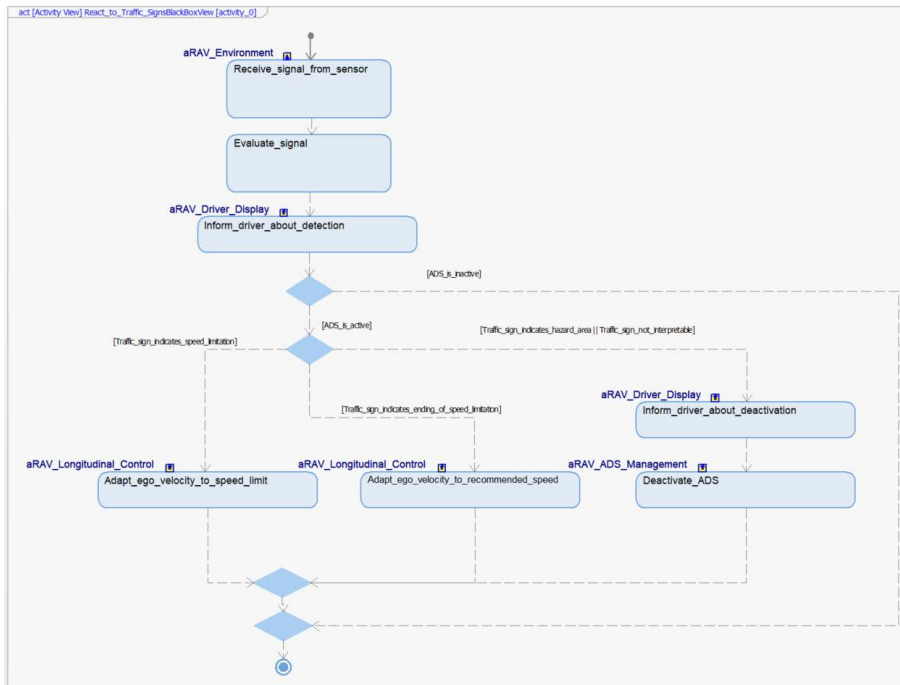 act [Activity View] React_to_Traffic_SignsBlackBoxView [activity_0]
aRAV_Environment
Receive_signal_from_sensor
Evaluate_signal
aRAV_Driver_Display
Inform_driver_about_detection
[ADS_is_inactive]
[ADS_is_active]
[Traffic_sign_indicates_hazard_area || Traffic_sign_not_interpretable]
[Traffic_sign_indicates_speed_limitation]
aRAV_Driver_Display
Inform_driver_about_deactivation
[Traffic_sign_indicates_ending_of_speed_limitation]
aRAV_Longitudinal_Control
Adapt_ego_velocity_to_speed_limit
aRAV_Longitudinal_Control
Adapt_ego_velocity_to_recommended_speed
aRAV_ADS_Management
Deactivate_ADS